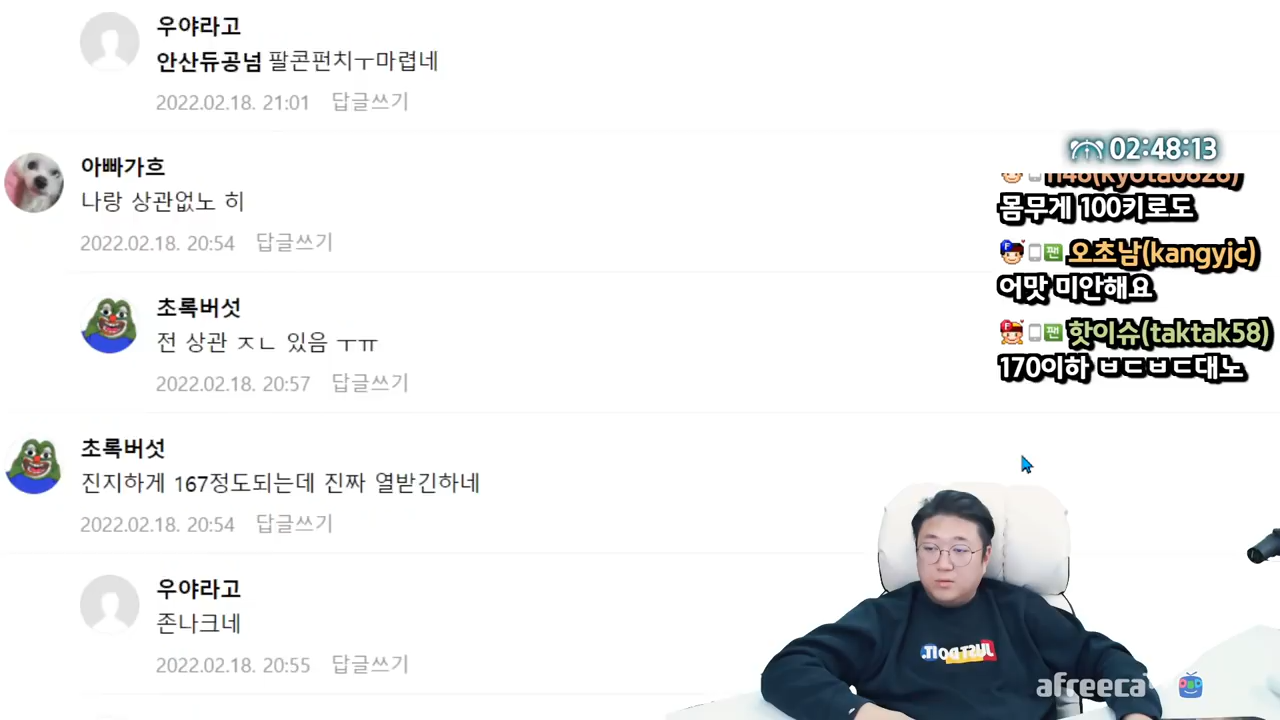 우야라고
안산듀공넘 팔콘펀치ㅜ마렵네
2022.02.18. 21:01 답글쓰기
아빠가흐
나랑 상관없노 히
2022.02.18. 20:54 답글쓰기
초록버섯
전 상관 ㅈㄴ 있음 ㅜㅠ
2022.02.18. 20:57 답글쓰기
초록버섯
진지하게 167정도되는데 진짜 열받긴하네
2022.02.18. 20:54 답글쓰기
우야라고
존나크네
2022.02.18. 20:55 답글쓰기
02:48:13
몸무게 100키로도
팬 오초남(kangyjc)
어맛 미안해요
팬 핫이슈(taktak58)
170이하 ㅂㄷㅂㄷ대노
JUST DO IT.
afreeca